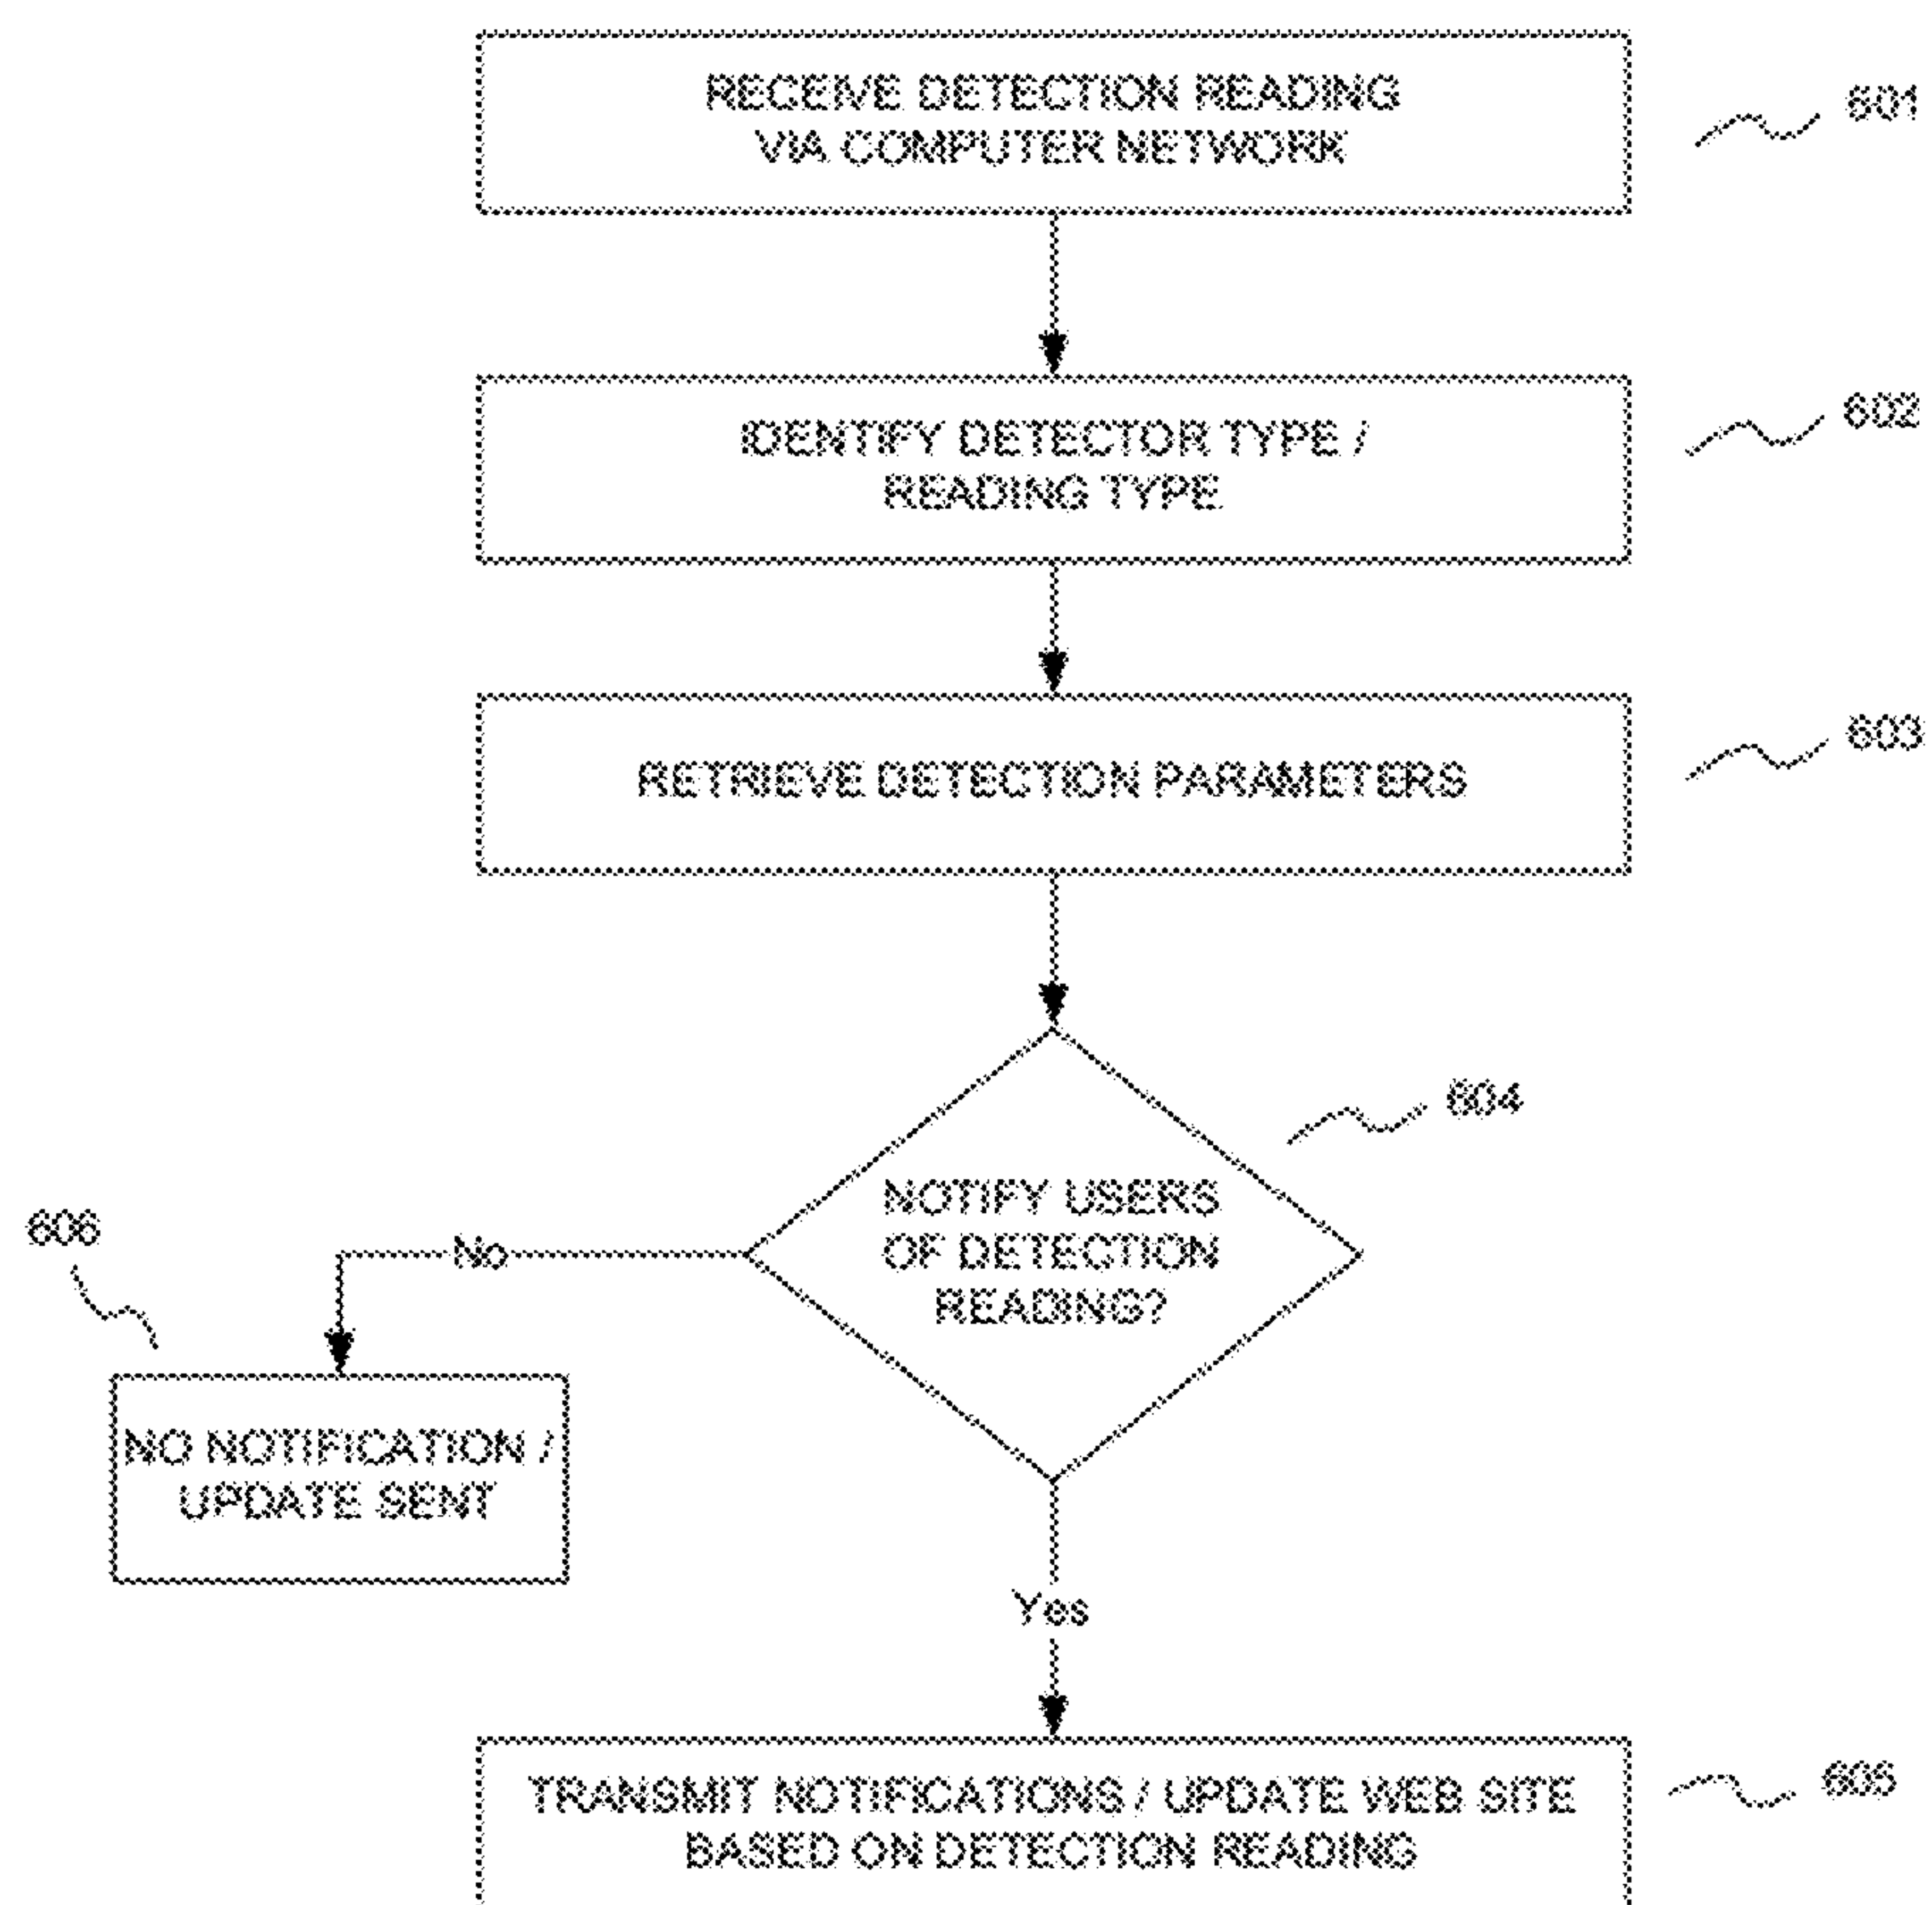 RECEIVE DETECTION READING
VIA COMPUTER NETWORK
601
IDENTIFY DETECTOR TYPE /
READING TYPE
602
RETRIEVE DETECTION PARAMETERS
603
604
NOTIFY USERS
OF DETECTION
READING?
606
No
NO NOTIFICATION /
UPDATE SENT
Yes
TRANSMIT NOTIFICATIONS / UPDATE WEB SITE
BASED ON DETECTION READING
605